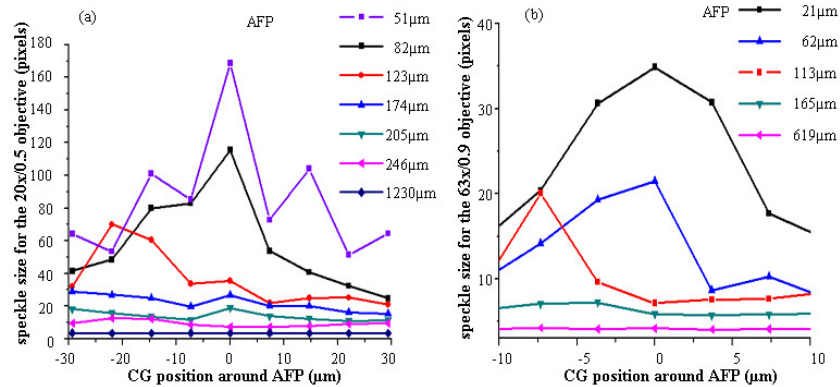 (a)
AFP
51µm
82µm
123µm
174µm
205µm
246µm
1230µm
speckle size for the 20x/0.5 objective (pixels)
180
160
140
120
100
80
60
40
20
0
-30
-20
-10
0
10
20
30
CG position around AFP (µm)
(b)
AFP
21µm
62µm
113µm
165µm
619µm
speckle size for the 63x/0.9 objective (pixels)
40
30
20
10
-10
-5
0
5
10
CG position around AFP (µm)